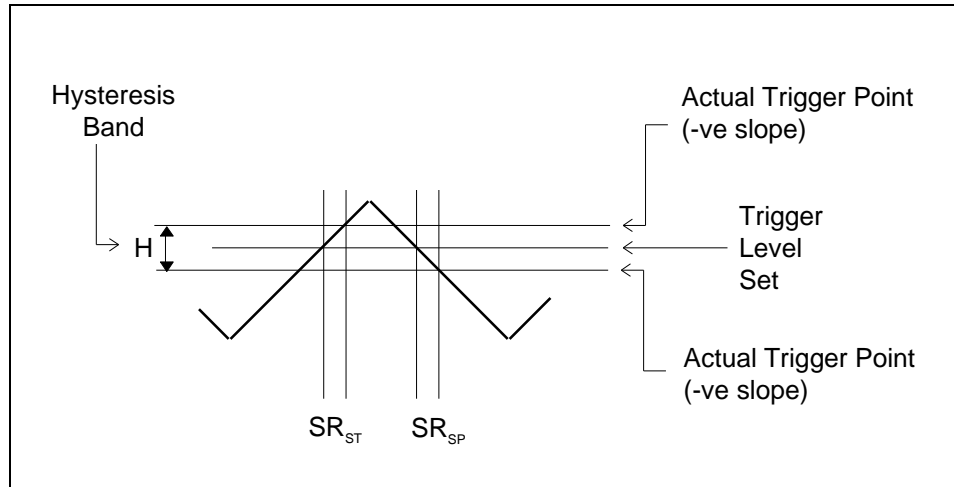 Hysteresis
Band
Actual Trigger Point
(-ve slope)
H
Trigger
Level
Set
Actual Trigger Point
(-ve slope)
SRST
SRSP